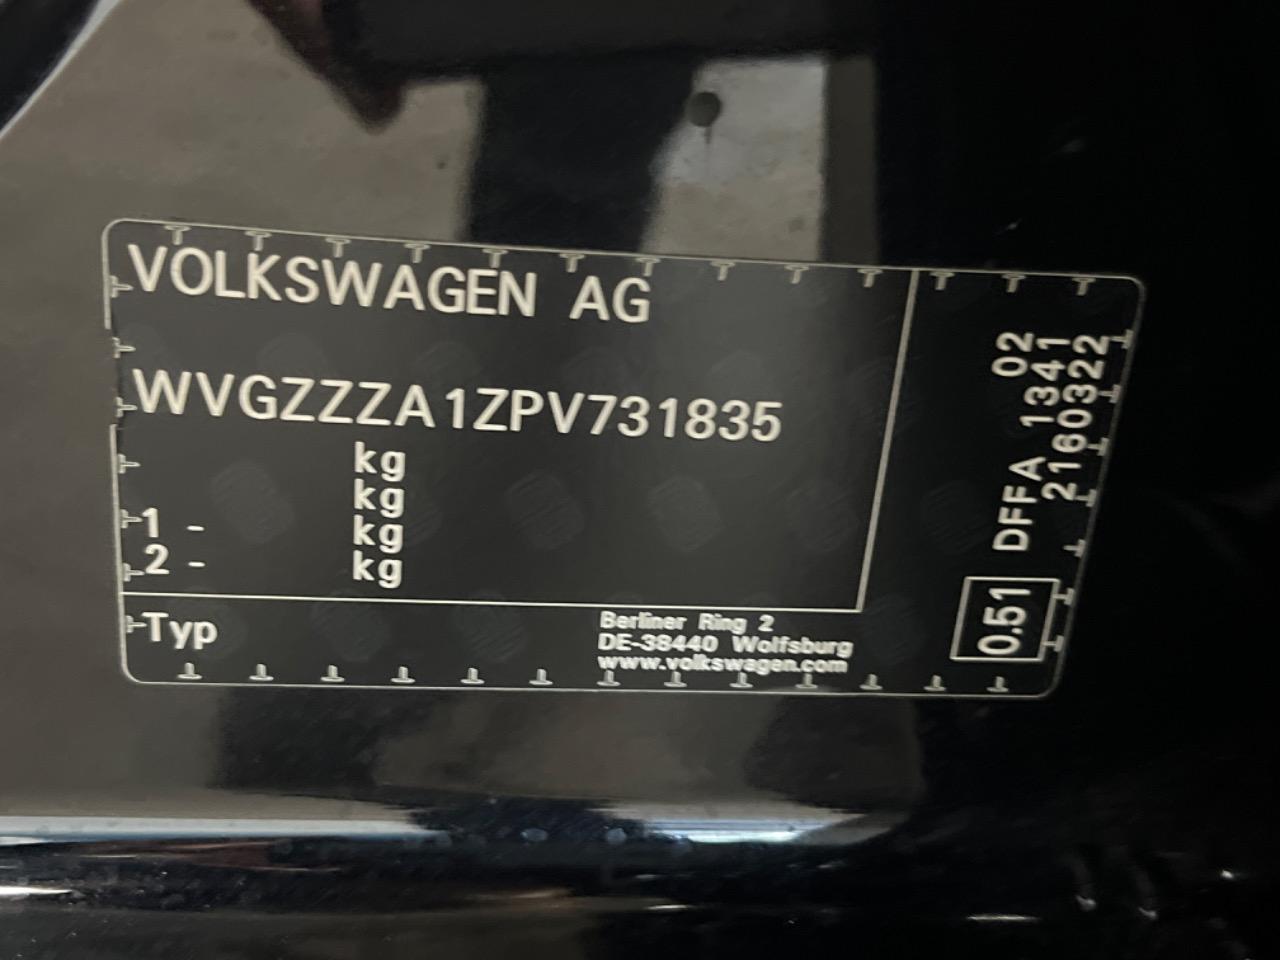 VOLKSWAGEN AG
WVGZZZA1ZPV731835
kg
kg
1 - kg
2 - kg
Typ
Berliner Ring 2
DE-38440 Wolfsburg
www.volkswagen.com
0.51 DFFA 02
1341
2160322